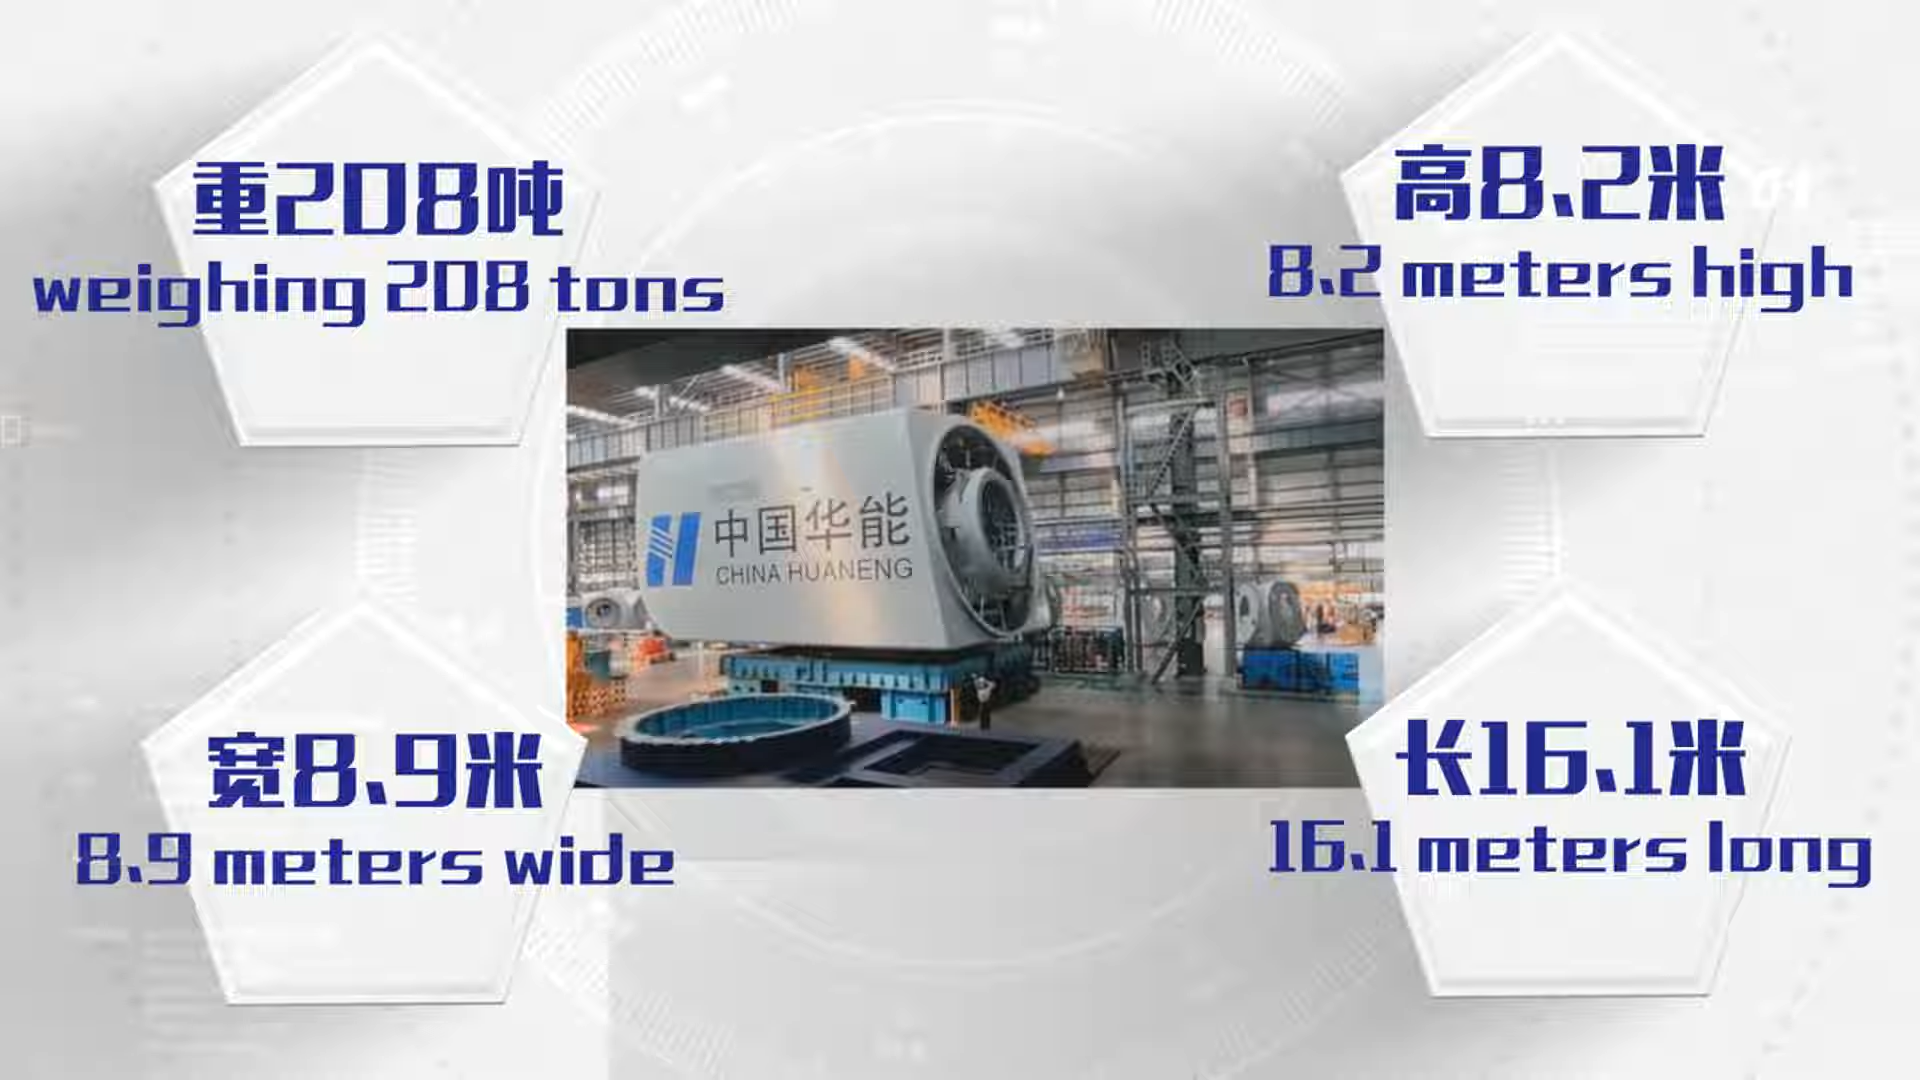 重208吨
weighing 208 tons
高8.2米
8.2 meters high
中国华能
CHINA HUANENG
宽8.9米
8.9 meters wide
长16.1米
16.1 meters long